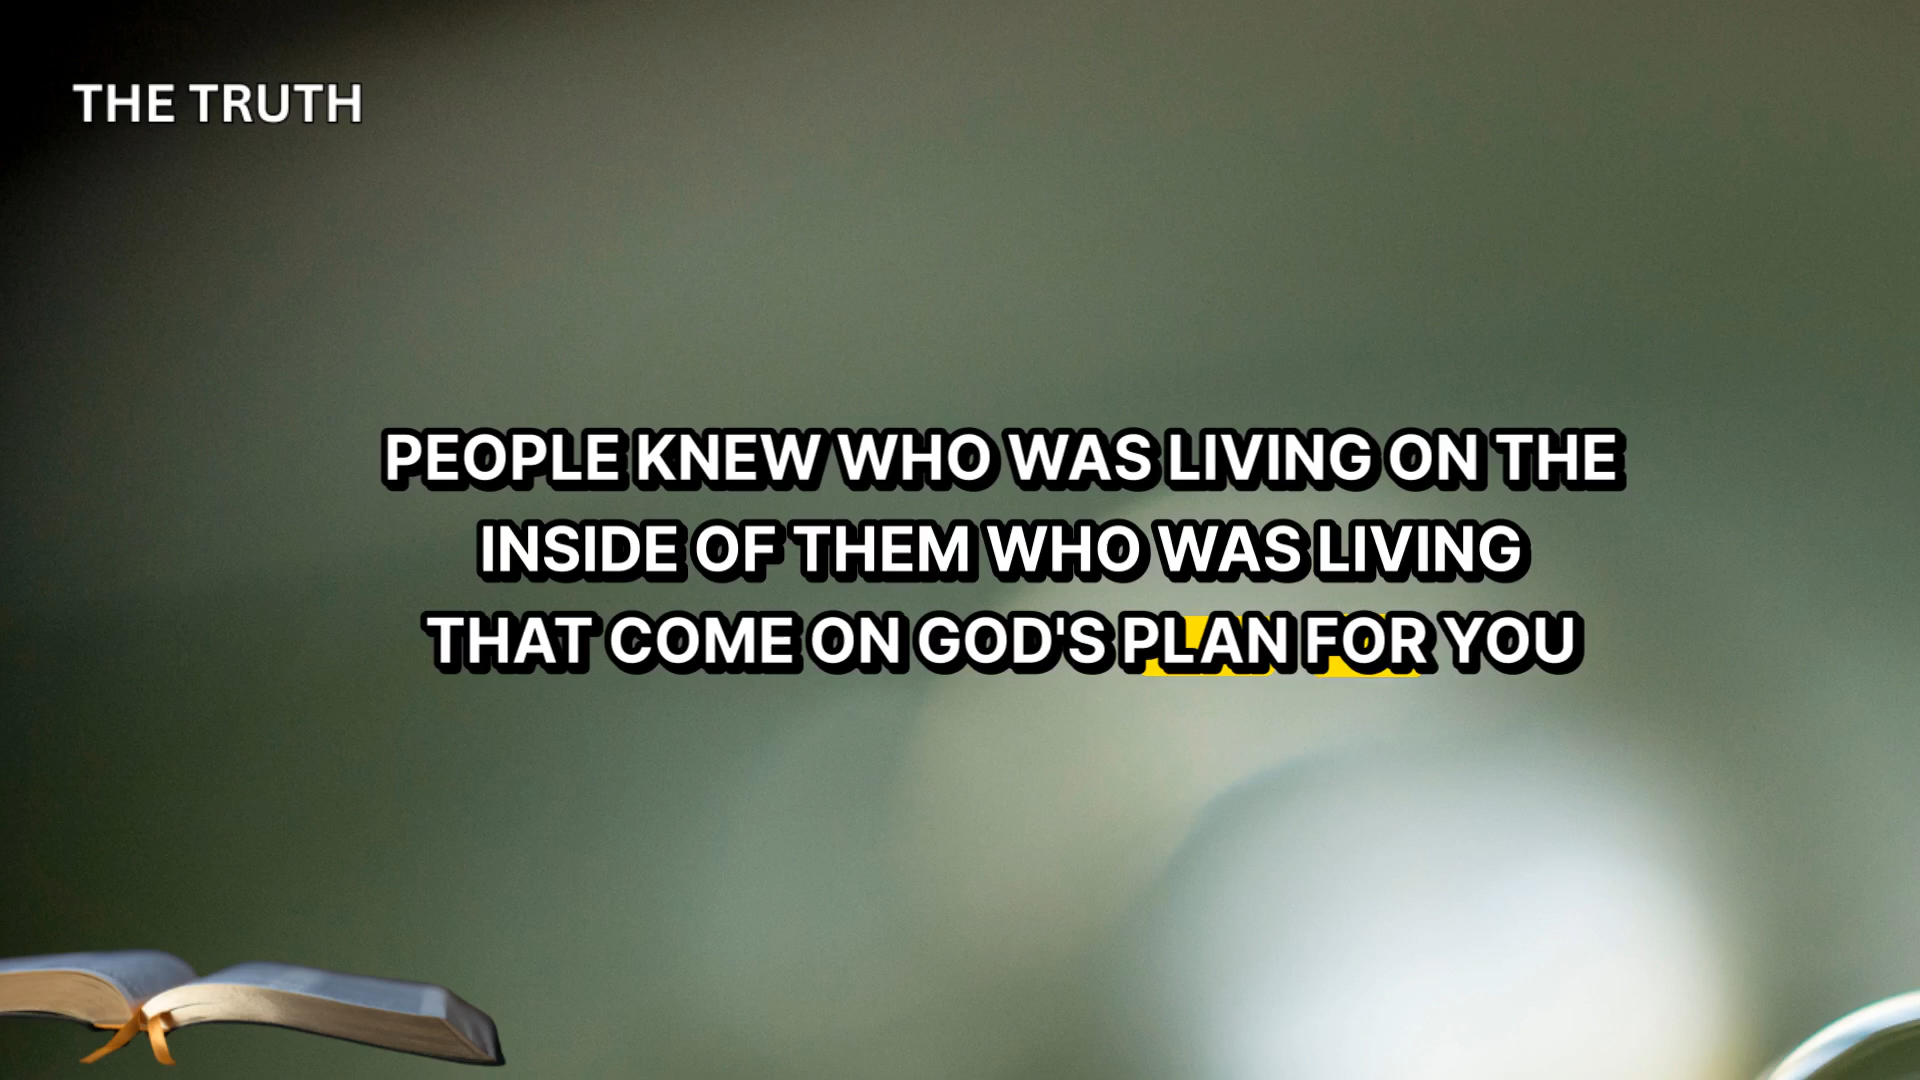 THE TRUTH
PEOPLE KNEW WHO WAS LIVING ON THE
INSIDE OF THEM WHO WAS LIVING
THAT COME ON GOD'S PLAN FOR YOU